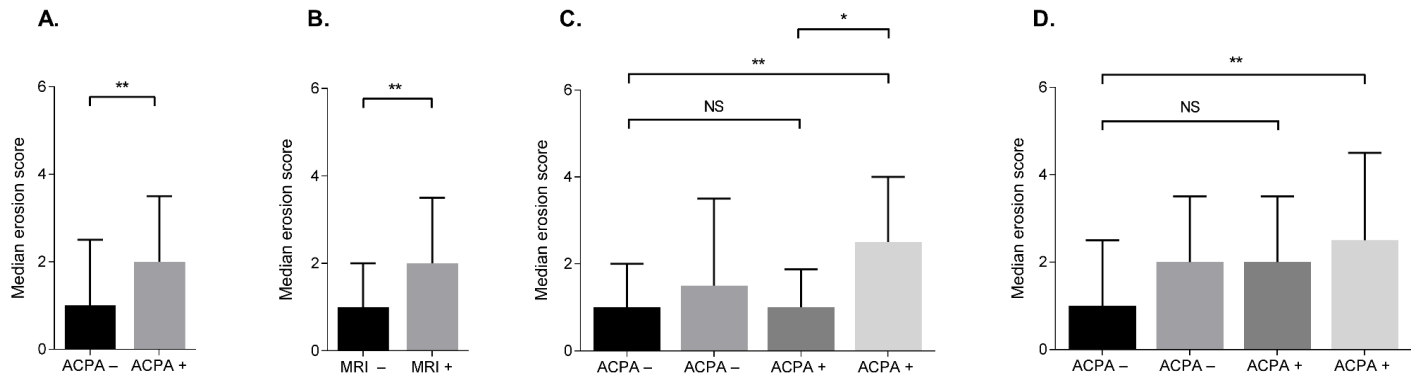 A.
Median erosion score
6
4
2
0
**
ACPA – ACPA +
B.
Median erosion score
6
4
2
0
**
MRI – MRI +
C.
Median erosion score
6
4
2
0
*
**
NS
ACPA – ACPA – ACPA + ACPA +
D.
Median erosion score
6
4
2
0
**
NS
ACPA – ACPA – ACPA + ACPA +